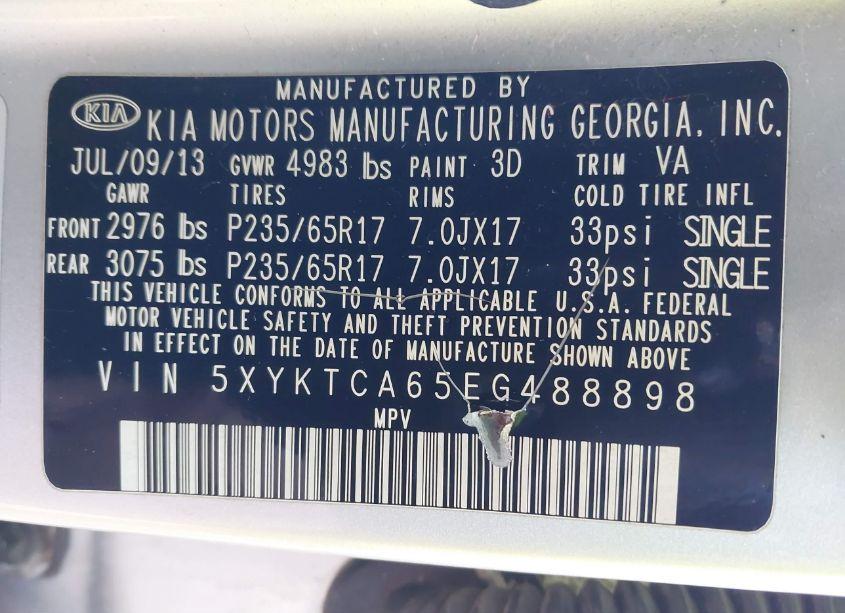 MANUFACTURED BY
KIA KIA MOTORS MANUFACTURING GEORGIA, INC.
JUL/09/13 GVWR 4983 lbs PAINT 3D TRIM VA
GAWR TIRES RIMS COLD TIRE INFL
FRONT 2976 lbs P235/65R17 7.0JX17 33psi SINGLE
REAR 3075 lbs P235/65R17 7.0JX17 33psi SINGLE
THIS VEHICLE CONFORMS TO ALL APPLICABLE U.S.A. FEDERAL
MOTOR VEHICLE SAFETY AND THEFT PREVENTION STANDARDS
IN EFFECT ON THE DATE OF MANUFACTURE SHOWN ABOVE
VIN 5XYKTCA65EG488898
MPV